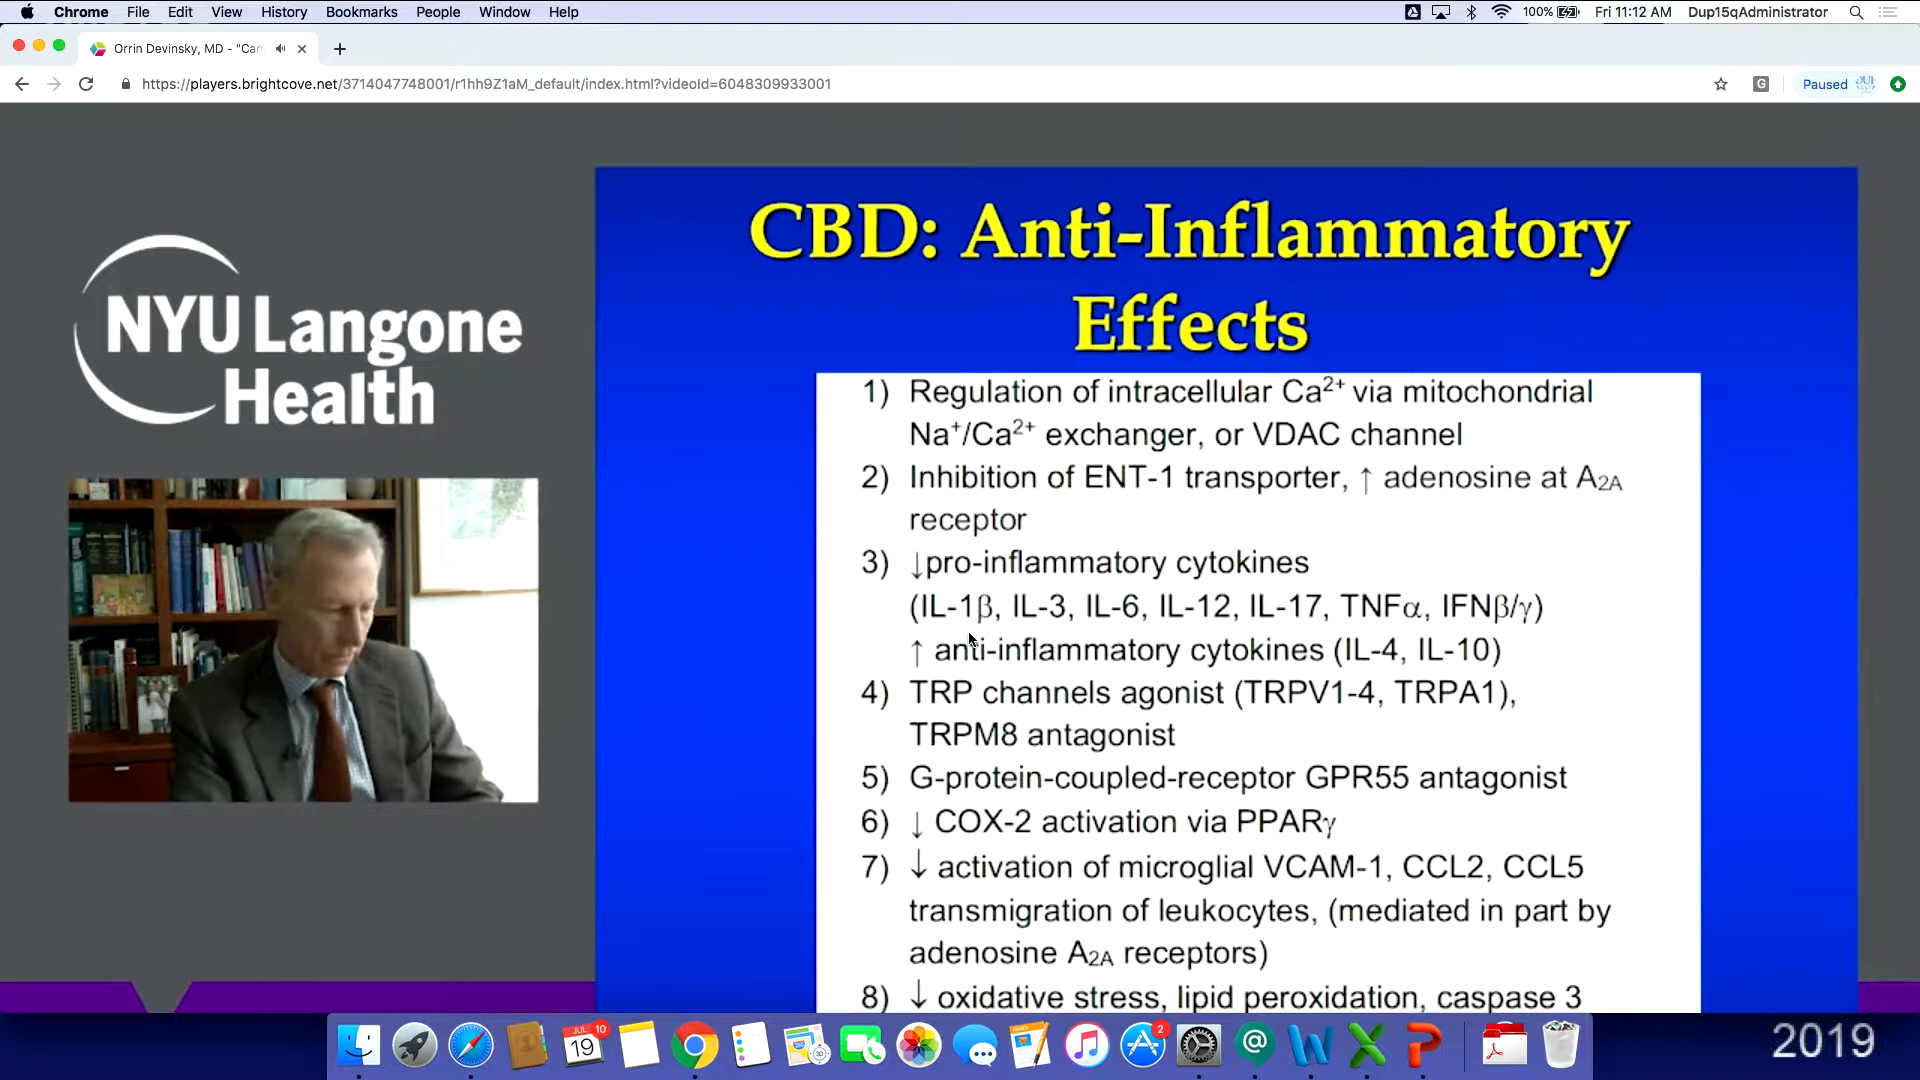 Chrome File Edit View History Bookmarks People Window Help 100% Fri 11:12 AM Dup15qAdministrator
Orrin Devinsky, MD - "Can
https://players.brightcove.net/3714047748001/r1hh9Z1aM_default/index.html?videoId=6048309933001 G Paused
NYU Langone
Health
CBD: Anti-Inflammatory
Effects
1) Regulation of intracellular Ca²⁺ via mitochondrial
Na⁺/Ca²⁺ exchanger, or VDAC channel
2) Inhibition of ENT-1 transporter, ↑ adenosine at A₂A
receptor
3) ↓pro-inflammatory cytokines
(IL-1β, IL-3, IL-6, IL-12, IL-17, TNFα, IFNβ/γ)
↑ anti-inflammatory cytokines (IL-4, IL-10)
4) TRP channels agonist (TRPV1-4, TRPA1),
TRPM8 antagonist
5) G-protein-coupled-receptor GPR55 antagonist
6) ↓ COX-2 activation via PPARγ
7) ↓ activation of microglial VCAM-1, CCL2, CCL5
transmigration of leukocytes, (mediated in part by
adenosine A₂A receptors)
8) ↓ oxidative stress, lipid peroxidation, caspase 3
JUL 10
19
2
2019